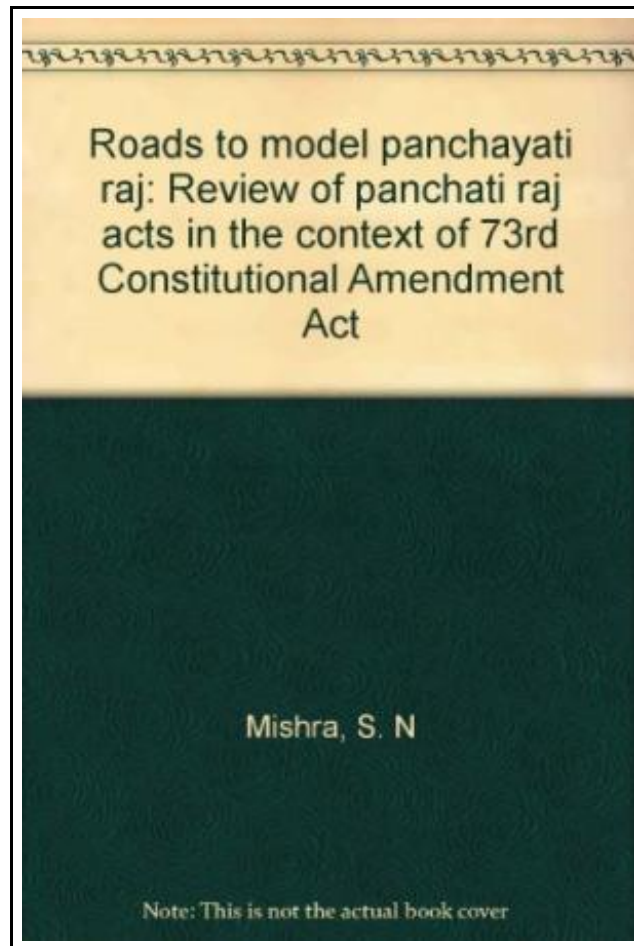 Roads to model panchayati
raj: Review of panchati raj
acts in the context of 73rd
Constitutional Amendment
Act
Mishra, S. N
Note: This is not the actual book cover